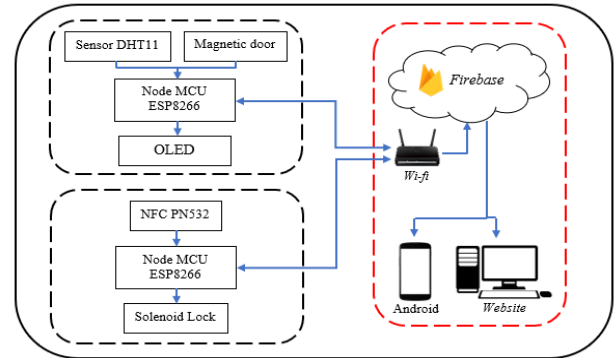 Sensor DHT11
Magnetic door
Node MCU
ESP8266
OLED
NFC PN532
Node MCU
ESP8266
Solenoid Lock
Firebase
Wi-fi
Android
Website